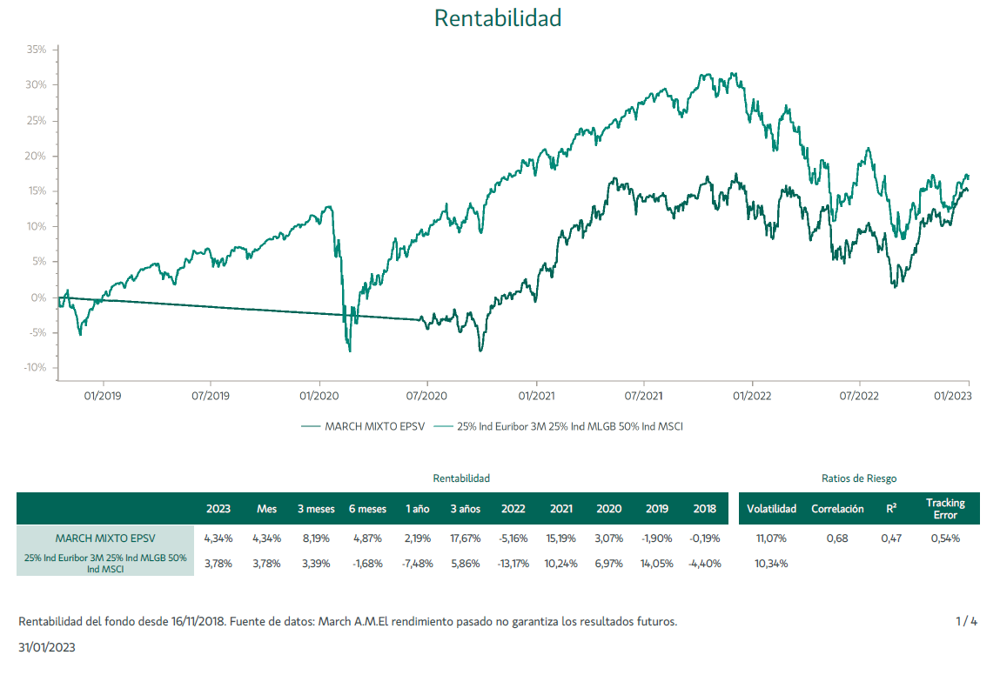 Rentabilidad
35%
30%
25%
20%
15%
10%
5%
0%
-5%
-10%
01/2019 07/2019 01/2020 07/2020 01/2021 07/2021 01/2022 07/2022 01/2023
MARCH MIXTO EPSV 25% Ind Euribor 3M 25% Ind MLGB 50% Ind MSCI
Rentabilidad Ratios de Riesgo
2023 Mes 3 meses 6 meses 1 año 3 años 2022 2021 2020 2019 2018 Volatilidad Correlación R² Tracking
Error
MARCH MIXTO EPSV 4,34% 4,34% 8,19% 4,87% 2,19% 17,67% -5,16% 15,19% 3,07% -1,90% -0,19% 11,07% 0,68 0,47 0,54%
25% Ind Euribor 3M 25% Ind MLGB 50%
Ind MSCI 3,78% 3,78% 3,39% -1,68% -7,48% 5,86% -13,17% 10,24% 6,97% 14,05% -4,40% 10,34%
Rentabilidad del fondo desde 16/11/2018. Fuente de datos: March A.M.El rendimiento pasado no garantiza los resultados futuros. 1 / 4
31/01/2023